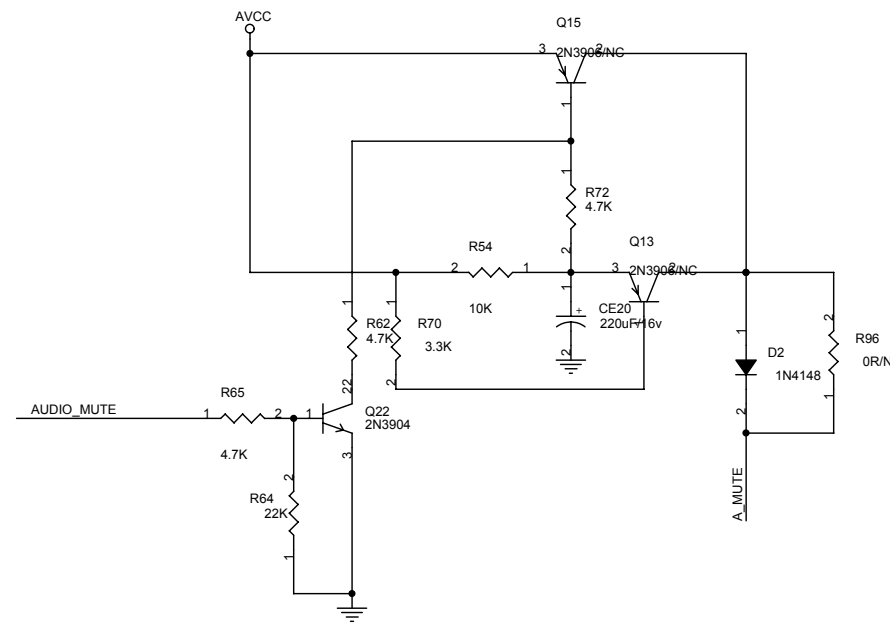 AVCC
Q15
3
2N3906/NC
2
1
1
R72
4.7K
2
Q13
R54
2
1
3
2N3906/NC
2
10K
1
R62
4.7K
1
R70
3.3K
2
1
+
CE20
220uF/16v
2
1
D2
1N4148
2
2
R96
0R/N
1
22
R65
AUDIO_MUTE
1
2
1
Q22
2N3904
4.7K
3
2
R64
22K
1
A_MUTE